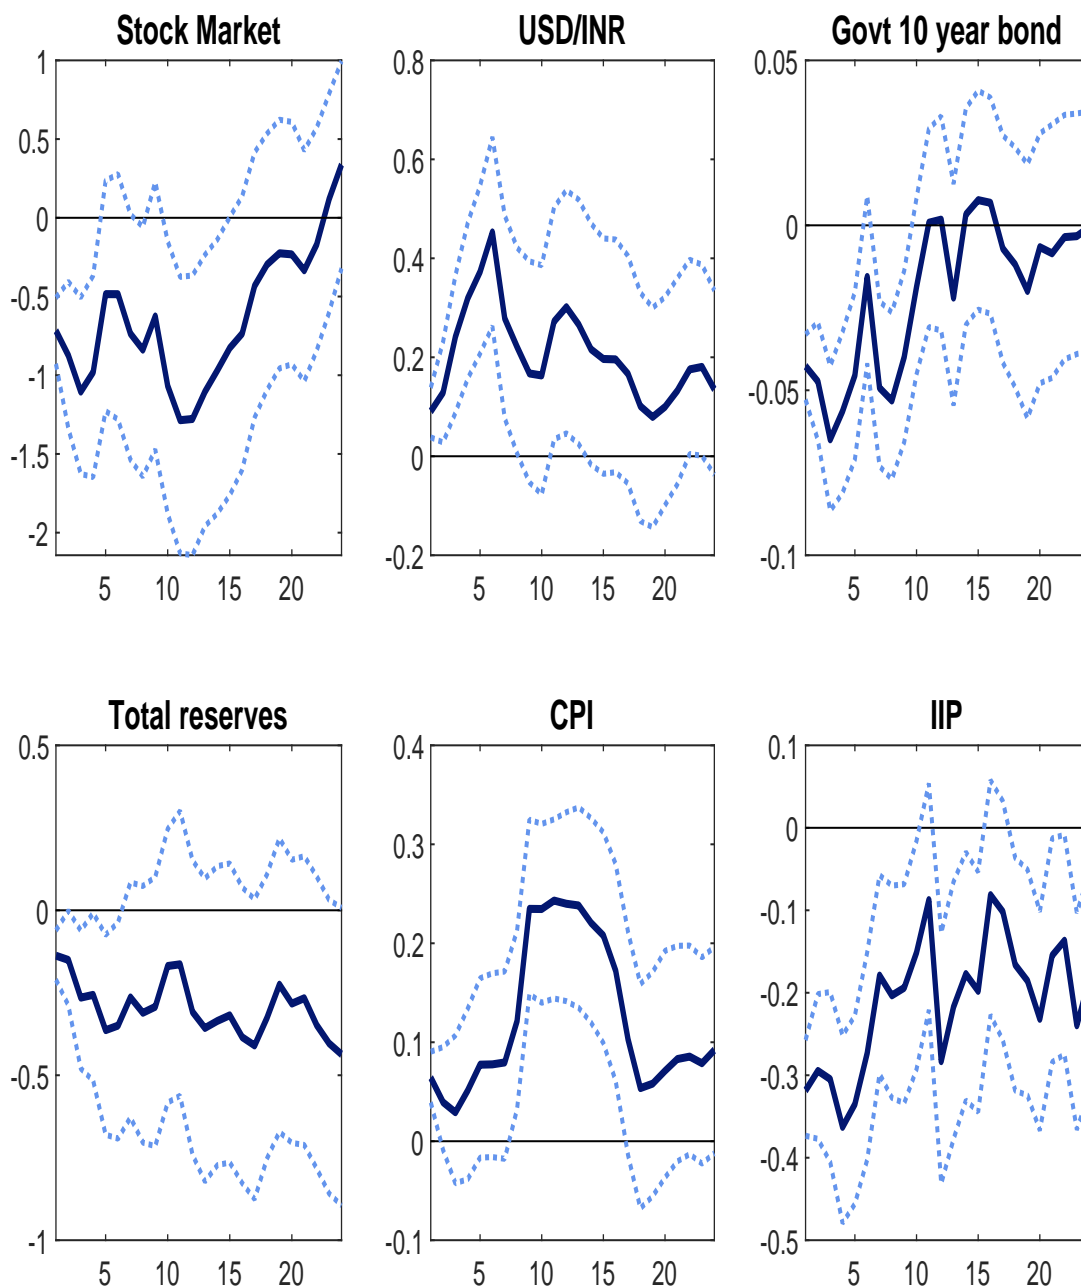 Stock Market USD/INR Govt 10 year bond
1 0.8 0.05
0.5 0.6
0 0.4 0
-0.5
-1 0.2 -0.05
-1.5 0
-2 -0.2 -0.1
5 10 15 20 5 10 15 20 5 10 15 20
Total reserves CPI IIP
0.5 0.4 0.1
0.3 0
0 0.2 -0.1
-0.2
-0.5 0.1 -0.3
0 -0.4
-1 -0.1 -0.5
5 10 15 20 5 10 15 20 5 10 15 20